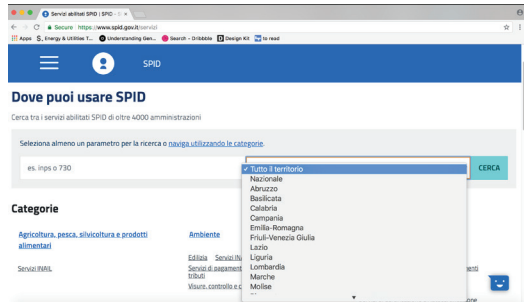 Servizi abilitati SPID | SPID -
Secure https://www.spid.gov.it/servizi
Apps S. Energy & Utilities T... Understanding Gen... Search - Dribbble Design Kit to read
SPID
Dove puoi usare SPID
Cerca tra i servizi abilitati SPID di oltre 4000 amministrazioni
Seleziona almeno un parametro per la ricerca o naviga utilizzando le categorie.
es. inps o 730
CERCA
✓ Tutto il territorio
Nazionale
Abruzzo
Basilicata
Calabria
Campania
Emilia-Romagna
Friuli-Venezia Giulia
Lazio
Liguria
Lombardia
Marche
Molise
Categorie
Agricoltura, pesca, silvicoltura e prodotti
alimentari
Servizi INAIL
Ambiente
Edilizia Servizi
Servizi di pagament
tributi
Visure, controllo e c